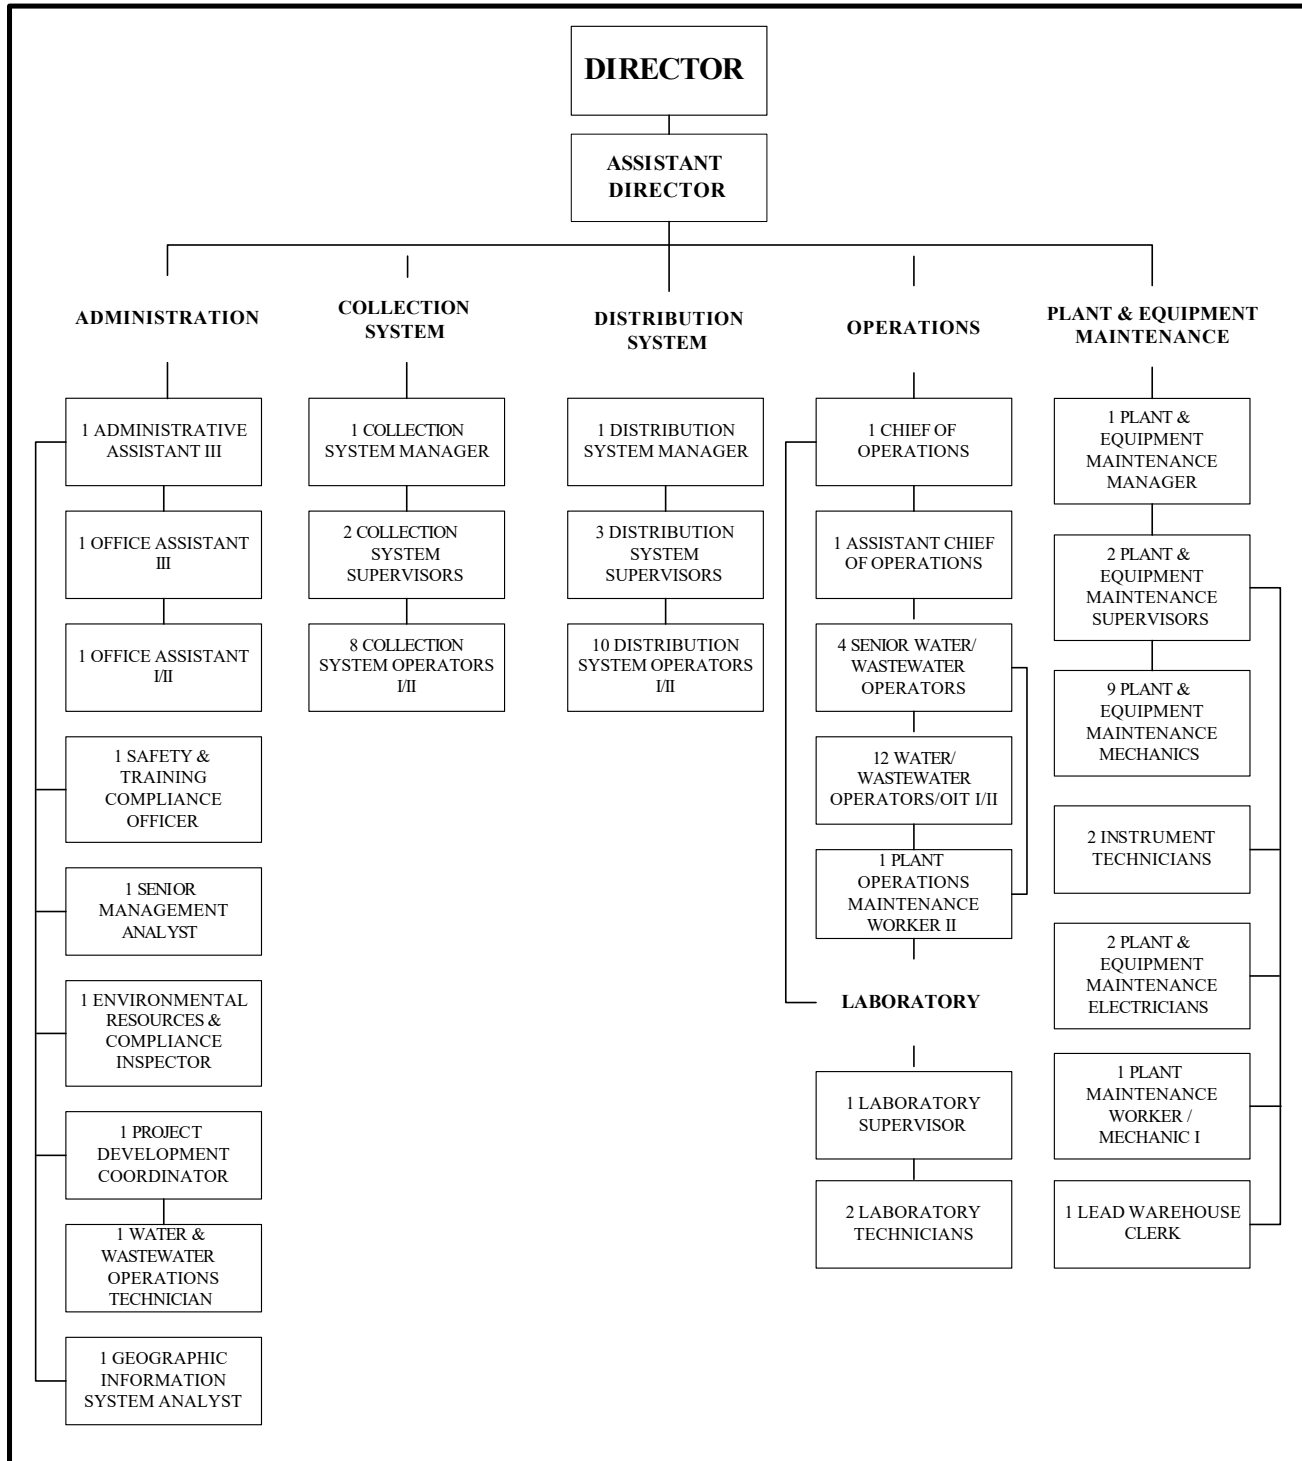 DIRECTOR
ASSISTANT
DIRECTOR
ADMINISTRATION
1 ADMINISTRATIVE
ASSISTANT III
1 OFFICE ASSISTANT
III
1 OFFICE ASSISTANT
I/II
1 SAFETY &
TRAINING
COMPLIANCE
OFFICER
1 SENIOR
MANAGEMENT
ANALYST
1 ENVIRONMENTAL
RESOURCES &
COMPLIANCE
INSPECTOR
1 PROJECT
DEVELOPMENT
COORDINATOR
1 WATER &
WASTEWATER
OPERATIONS
TECHNICIAN
1 GEOGRAPHIC
INFORMATION
SYSTEM ANALYST
COLLECTION
SYSTEM
1 COLLECTION
SYSTEM MANAGER
2 COLLECTION
SYSTEM
SUPERVISORS
8 COLLECTION
SYSTEM OPERATORS
I/II
DISTRIBUTION
SYSTEM
1 DISTRIBUTION
SYSTEM MANAGER
3 DISTRIBUTION
SYSTEM
SUPERVISORS
10 DISTRIBUTION
SYSTEM OPERATORS
I/II
OPERATIONS
1 CHIEF OF
OPERATIONS
1 ASSISTANT CHIEF
OF OPERATIONS
4 SENIOR WATER/
WASTEWATER
OPERATORS
12 WATER/
WASTEWATER
OPERATORS/OIT I/II
1 PLANT
OPERATIONS
MAINTENANCE
WORKER II
LABORATORY
1 LABORATORY
SUPERVISOR
2 LABORATORY
TECHNICIANS
PLANT & EQUIPMENT
MAINTENANCE
1 PLANT &
EQUIPMENT
MAINTENANCE
MANAGER
2 PLANT &
EQUIPMENT
MAINTENANCE
SUPERVISORS
9 PLANT &
EQUIPMENT
MAINTENANCE
MECHANICS
2 INSTRUMENT
TECHNICIANS
2 PLANT &
EQUIPMENT
MAINTENANCE
ELECTRICIANS
1 PLANT
MAINTENANCE
WORKER /
MECHANIC I
1 LEAD WAREHOUSE
CLERK